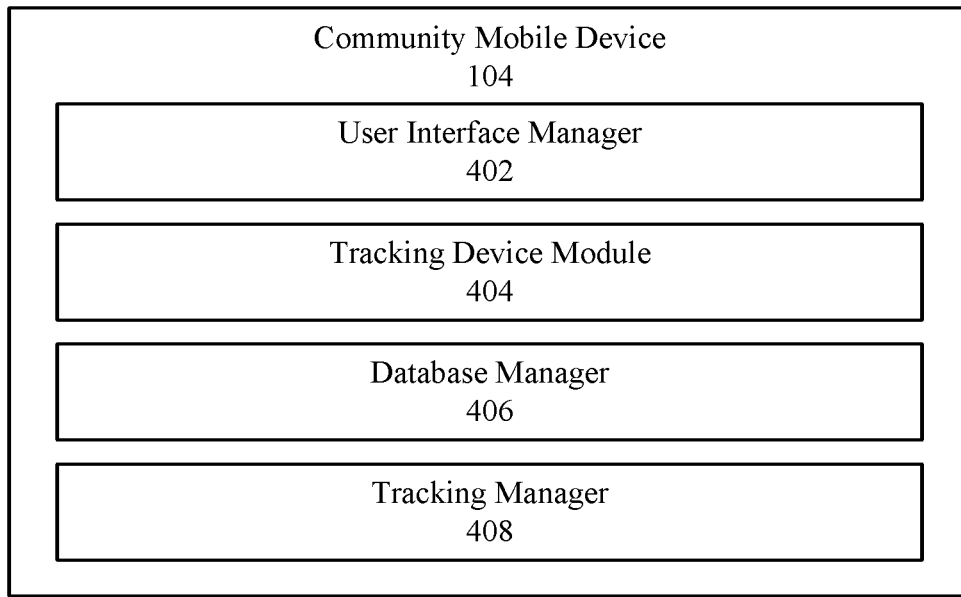 Community Mobile Device
104
User Interface Manager
402
Tracking Device Module
404
Database Manager
406
Tracking Manager
408